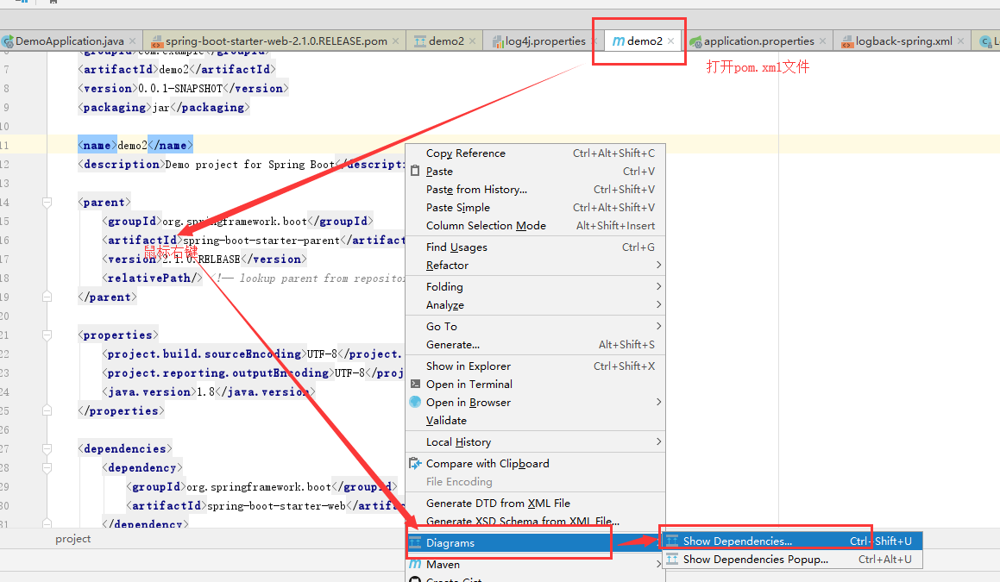 DemoApplication.java
spring-boot-starter-web-2.1.0.RELEASE.pom
demo2
log4j.properties
demo2
application.properties
logback-spring.xml
打开pom.xml文件
7 <artifactId>demo2</artifactId>
8 <version>0.0.1-SNAPSHOT</version>
9 <packaging>jar</packaging>
10
11 <name>demo2</name>
12 <description>Demo project for Spring Boot</descripti
13
14 <parent>
15 <groupId>org.springframework.boot</groupId>
16 <artifactId>spring-boot-starter-parent</artifact
17 <version>2.1.0.RELEASE</version>
鼠标右键
18 <relativePath/> <!-- lookup parent from repositor
19 </parent>
20
21 <properties>
22 <project.build.sourceEncoding>UTF-8</project.
23 <project.reporting.outputEncoding>UTF-8</proj
24 <java.version>1.8</java.version>
25 </properties>
26
27 <dependencies>
28 <dependency>
29 <groupId>org.springframework.boot</groupId>
30 <artifactId>spring-boot-starter-web</artifac
31 </dependency>
project
Copy Reference Ctrl+Alt+Shift+C
Paste Ctrl+V
Paste from History... Ctrl+Shift+V
Paste Simple Ctrl+Alt+Shift+V
Column Selection Mode Alt+Shift+Insert
Find Usages Ctrl+G
Refactor
Folding
Analyze
Go To
Generate... Alt+Shift+S
Show in Explorer Ctrl+Shift+X
Open in Terminal
Open in Browser
Validate
Local History
Compare with Clipboard
File Encoding
Generate DTD from XML File
Generate XSD Schema from XML File...
Diagrams
Maven
Show Dependencies... Ctrl+Shift+U
Show Dependencies Popup... Ctrl+Alt+U